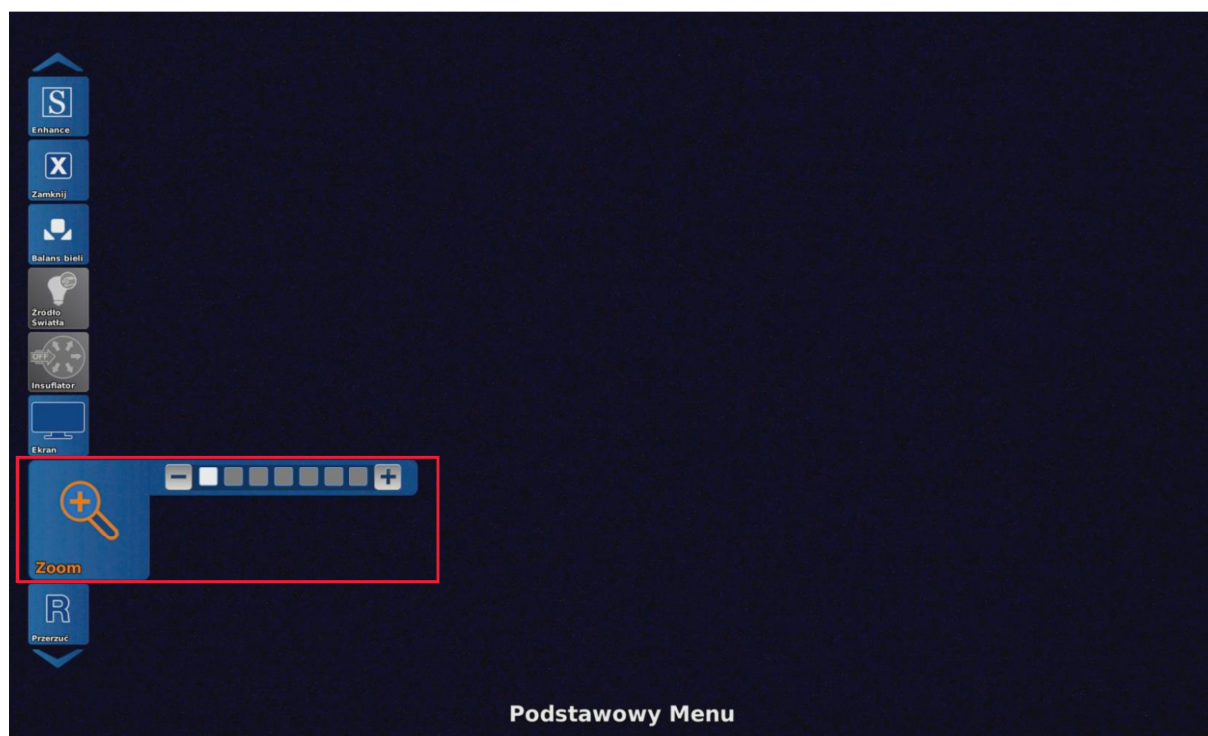 S
Enhance
X
Zamknij
Balans bieli
Źródło
Światła
OFF
Insuflator
Ekran
Zoom
R
Przerzuć
Podstawowy Menu